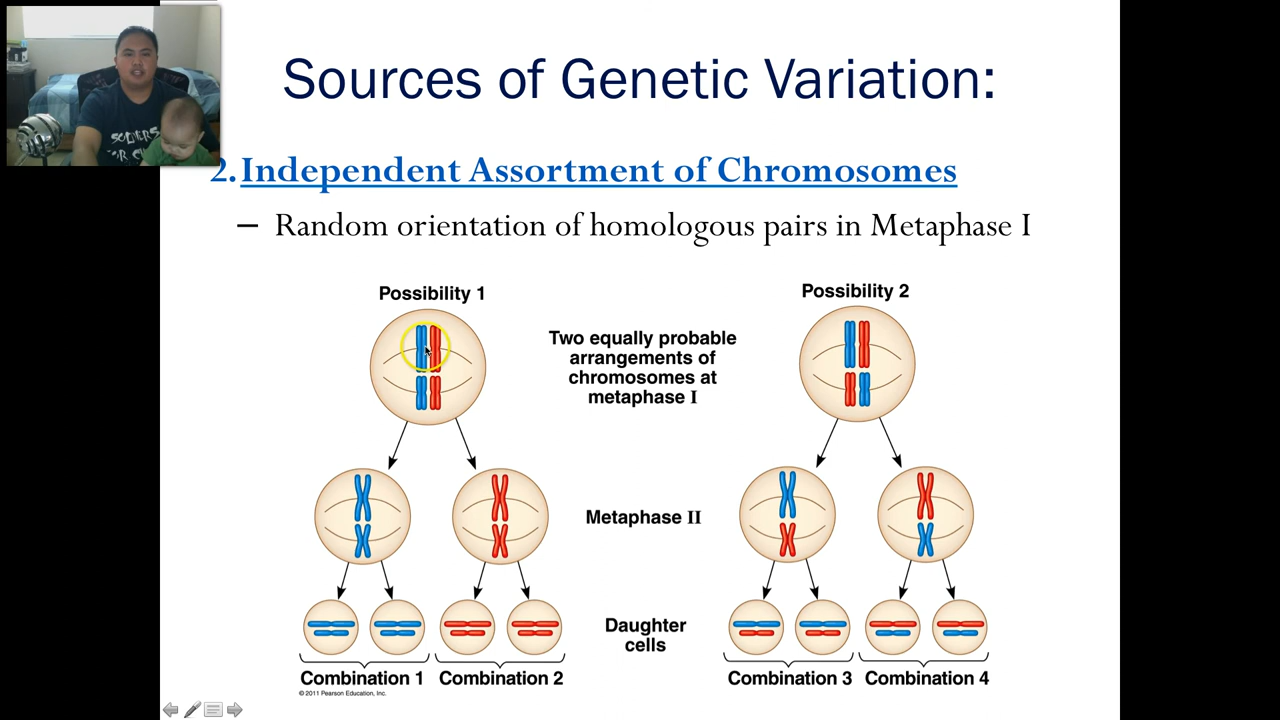 Sources of Genetic Variation:
2. Independent Assortment of Chromosomes
– Random orientation of homologous pairs in Metaphase I
Possibility 1
Possibility 2
Two equally probable
arrangements of
chromosomes at
metaphase I
Metaphase II
Daughter
cells
Combination 1
Combination 2
Combination 3
Combination 4
© 2011 Pearson Education, Inc.